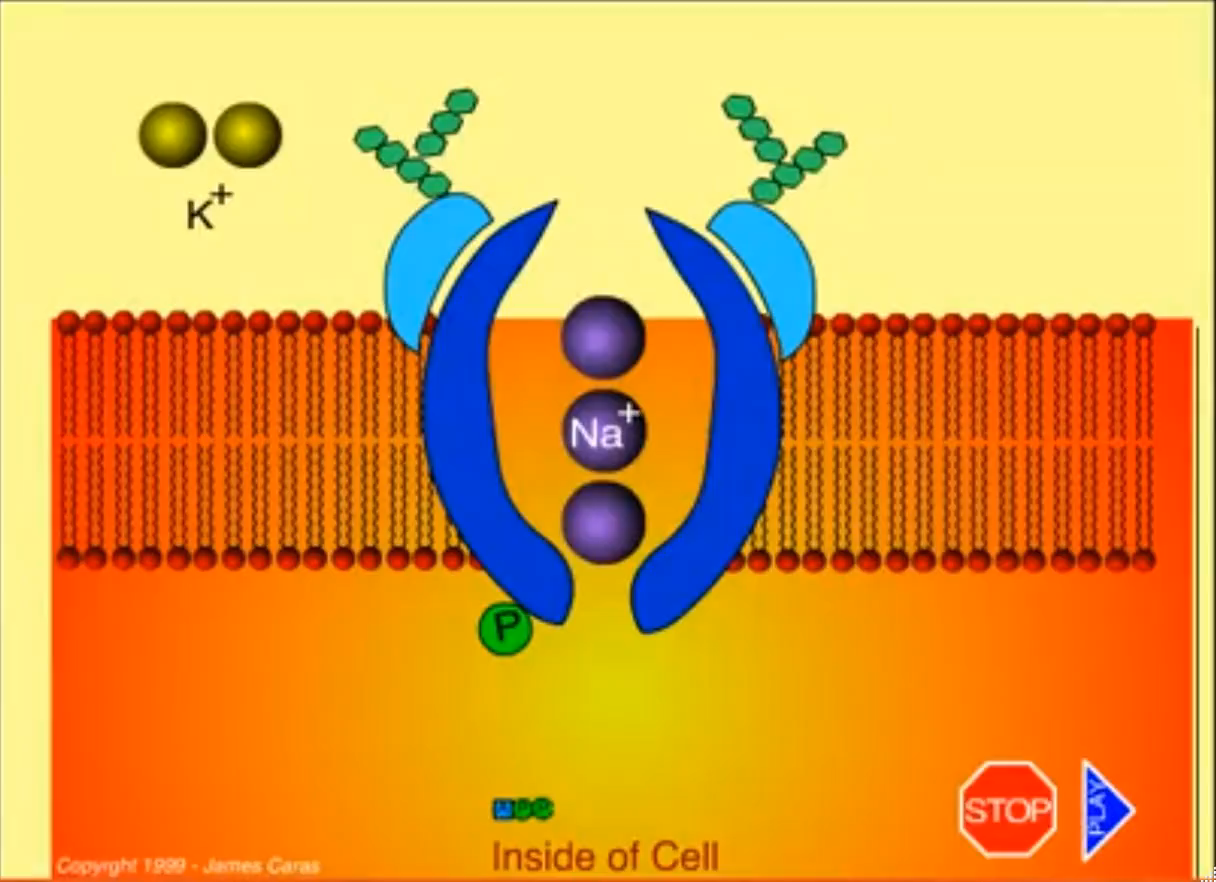 K+
Na+
P
STOP
PLAY
Inside of Cell
Copyright 1999 - James Caras